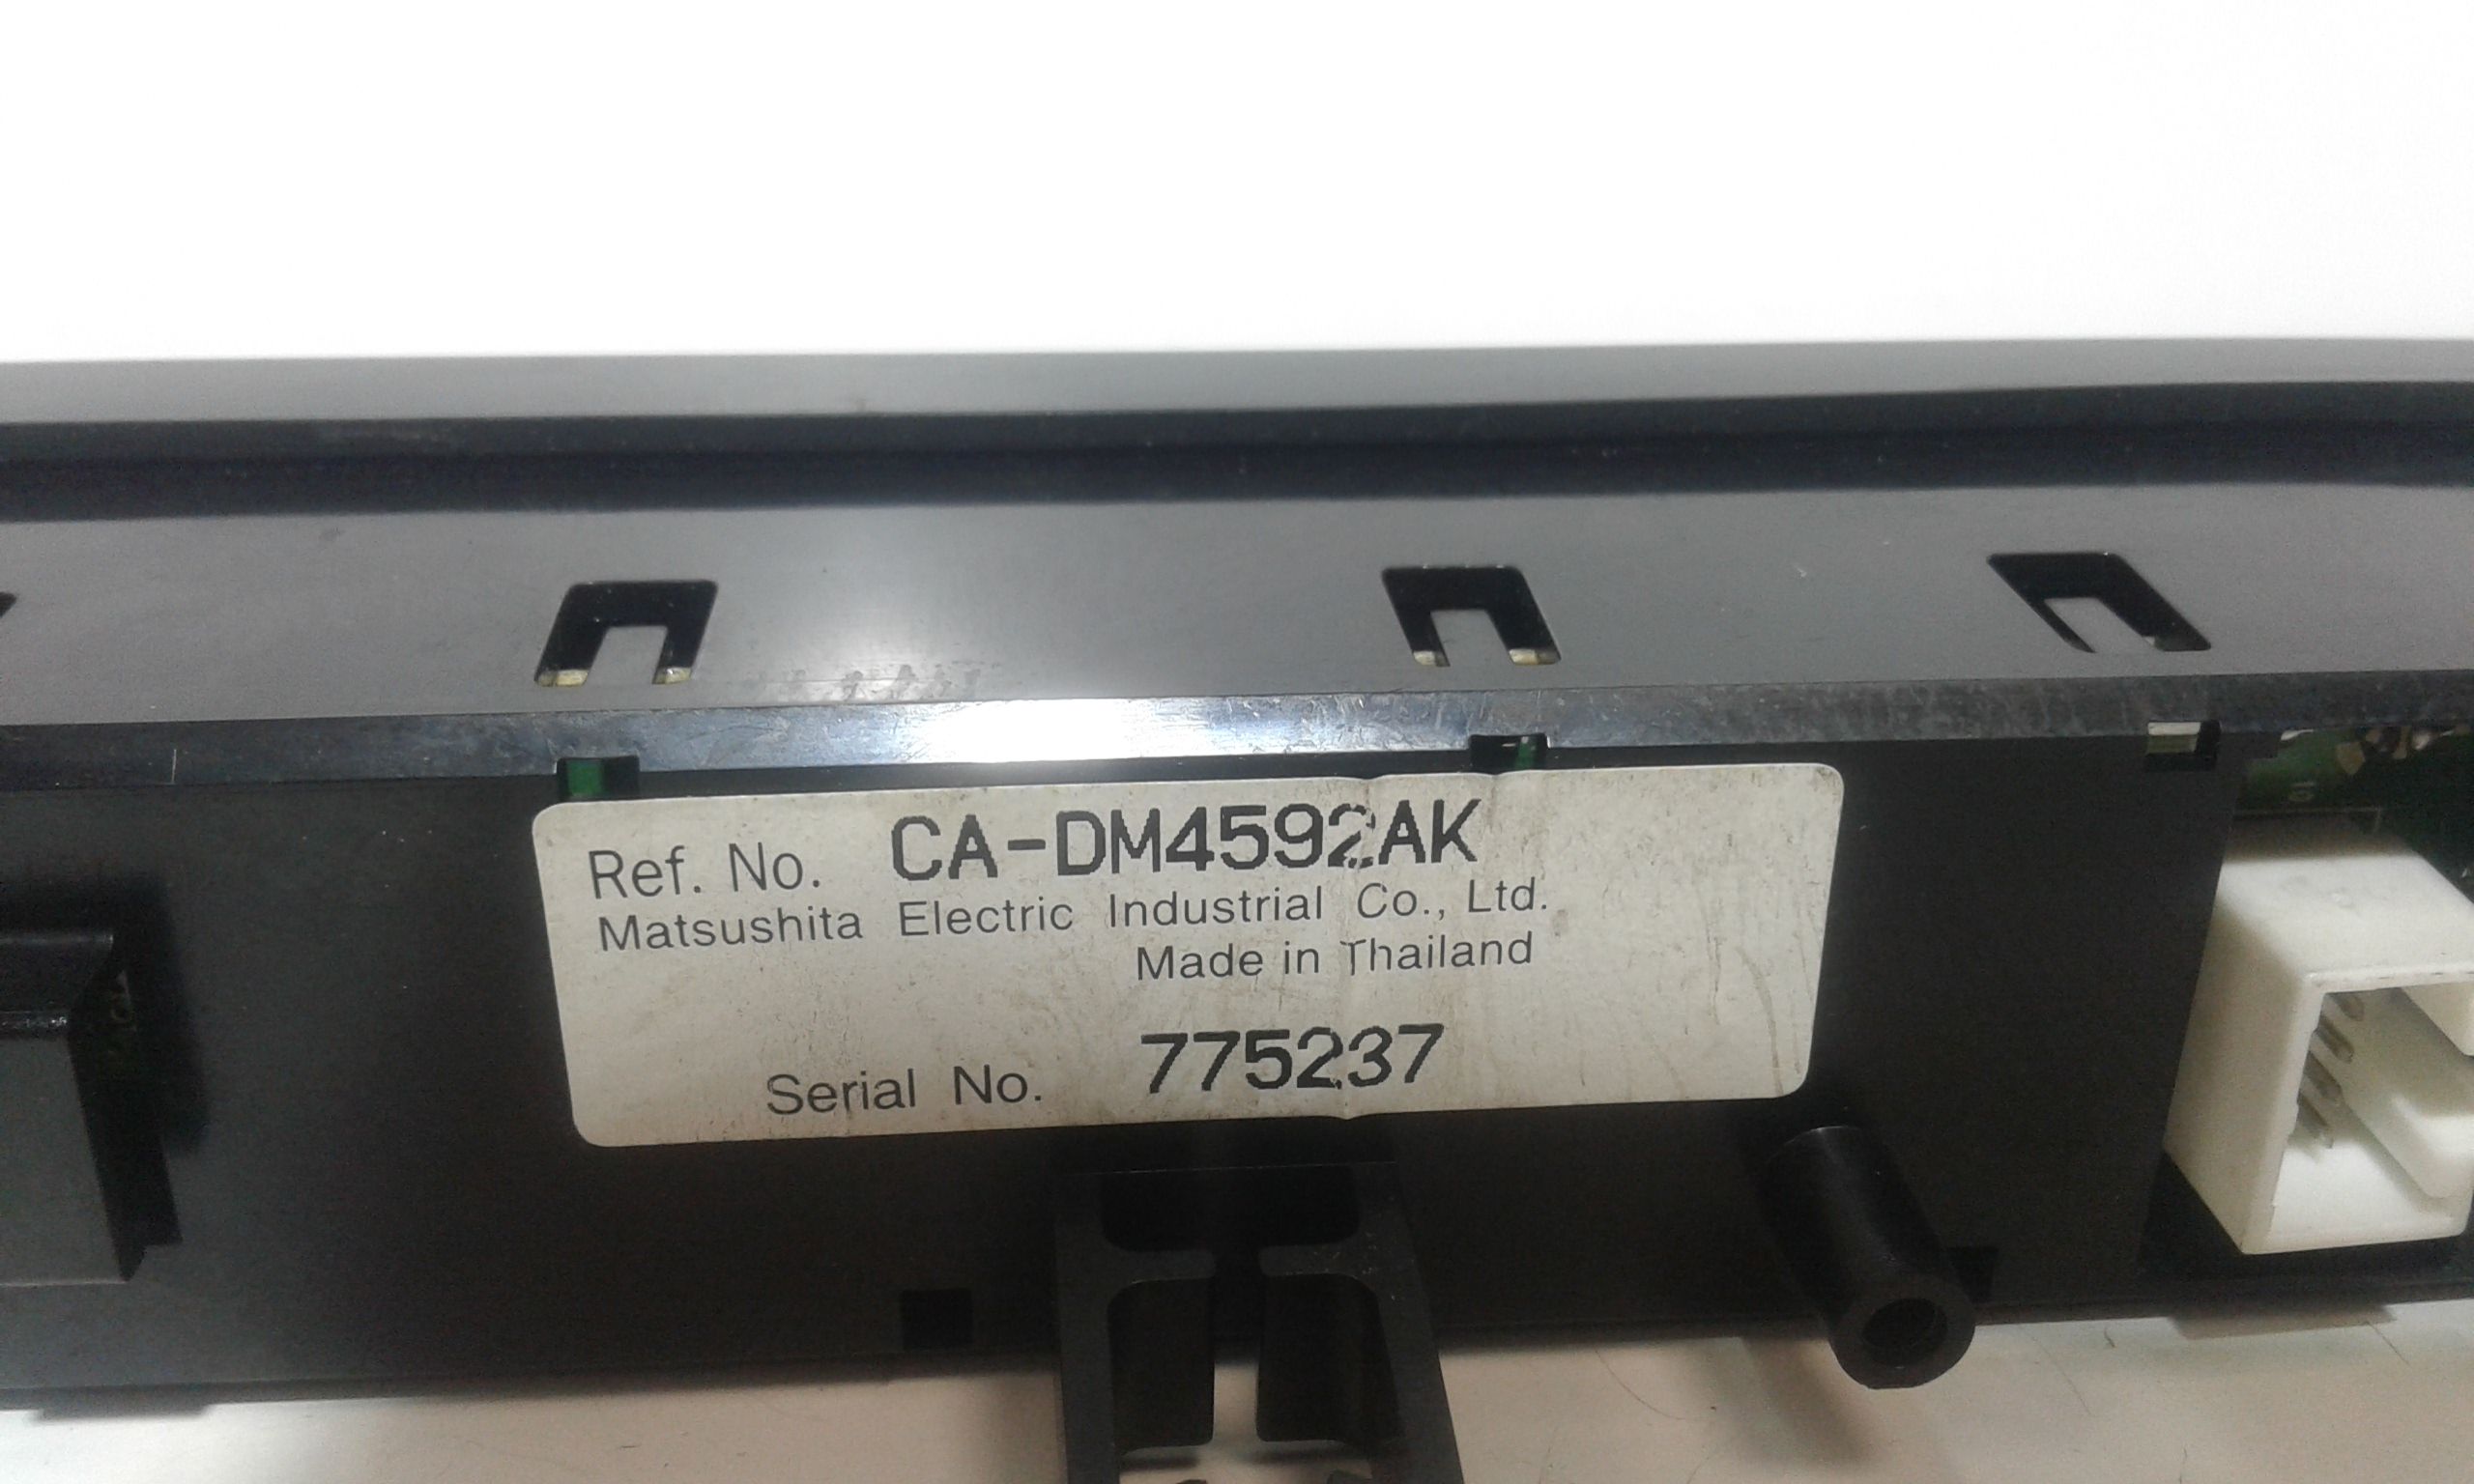 Ref. No. CA-DM4592AK
Matsushita Electric Industrial Co., Ltd.
Made in Thailand
Serial No. 775237